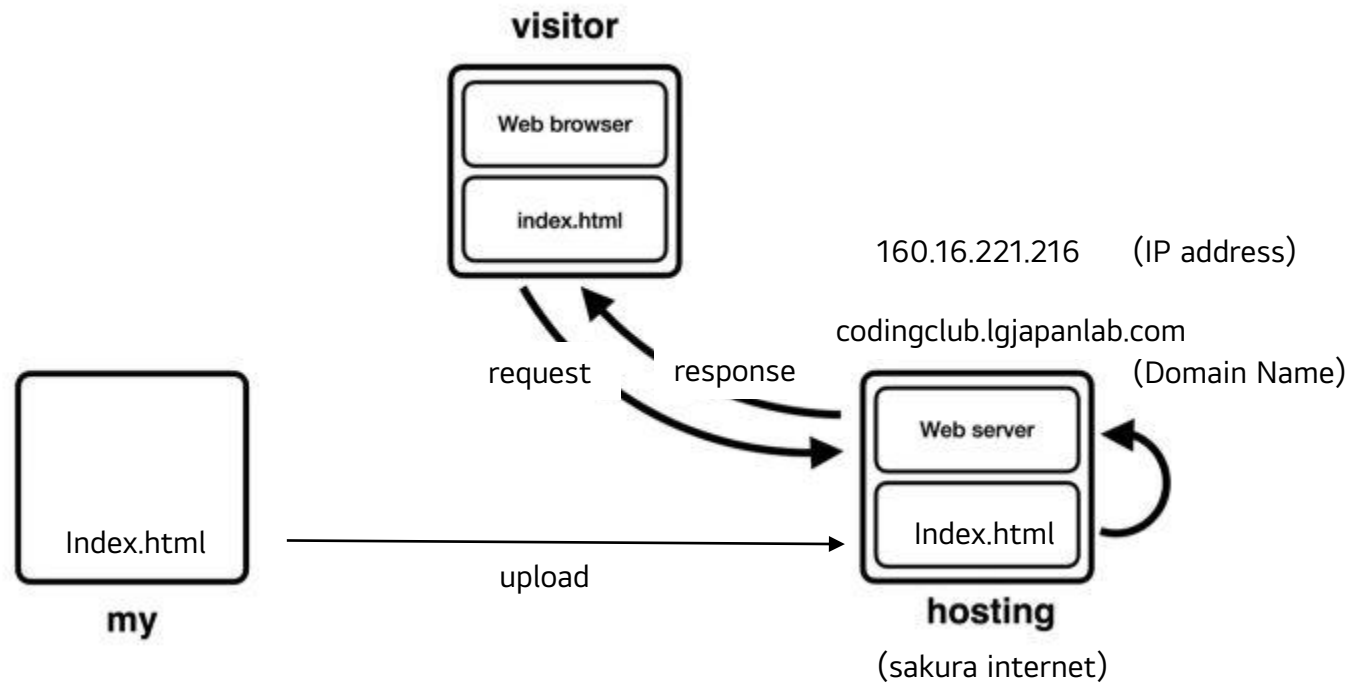 visitor
Web browser
index.html
160.16.221.216 (IP address)
codingclub.lgjapanlab.com
(Domain Name)
request
response
Web server
Index.html
Index.html
upload
my
hosting
(sakura internet)